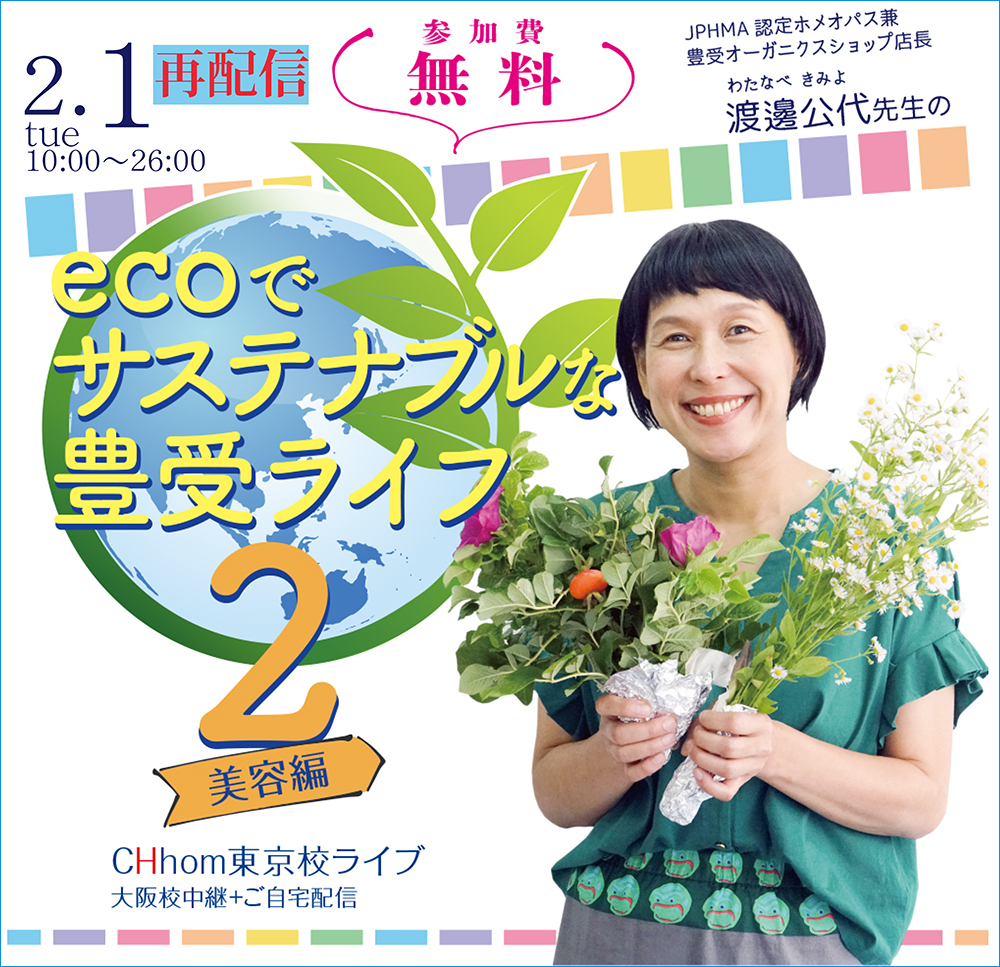 2.1
再配信
tue
10:00〜26:00
参加費
無料
JPHMA 認定ホメオパス兼
豊受オーガニクスショップ店長
わたなべ きみよ
渡邊公代先生の
ecoで
サステナブルな
豊受ライフ
2
美容編
CHhom東京校ライブ
大阪校中継+ご自宅配信